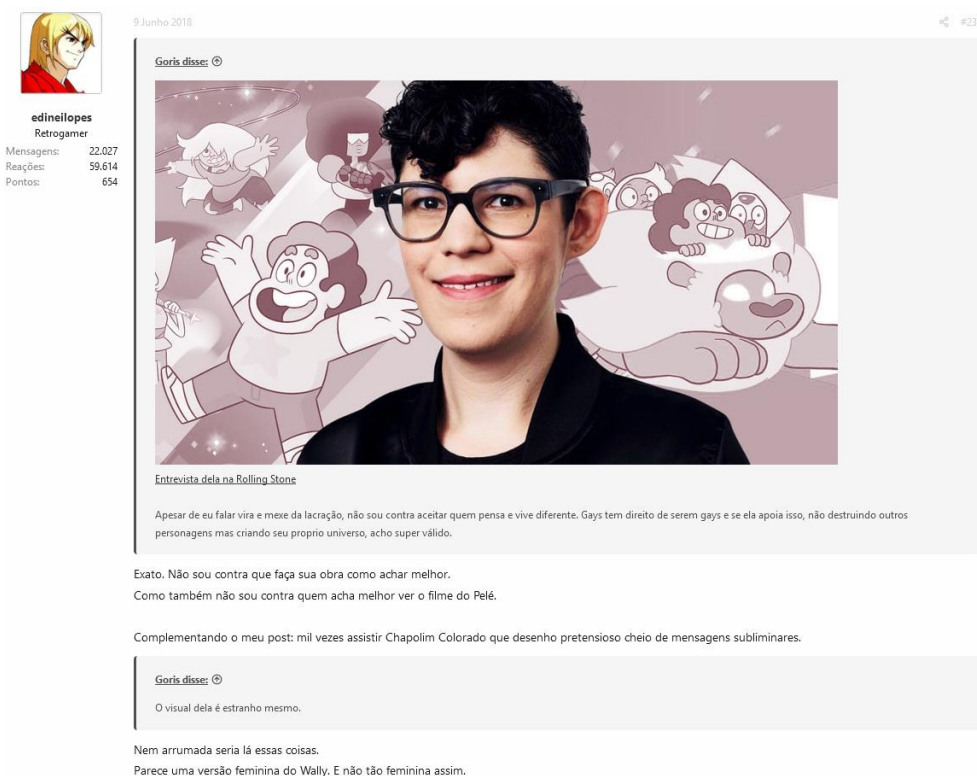 9 Junho 2018
#23
edineilopes
Retrogamer
Mensagens: 22.027
Reações: 59.614
Pontos: 654
Goris disse:
Entrevista dela na Rolling Stone
Apesar de eu falar vira e mexe da lacração, não sou contra aceitar quem pensa e vive diferente. Gays tem direito de serem gays e se ela apoia isso, não destruindo outros
personagens mas criando seu proprio universo, acho super válido.
Exato. Não sou contra que faça sua obra como achar melhor.
Como também não sou contra quem acha melhor ver o filme do Pelé.
Complementando o meu post: mil vezes assistir Chapolim Colorado que desenho pretensioso cheio de mensagens subliminares.
Goris disse:
O visual dela é estranho mesmo.
Nem arrumada seria lá essas coisas.
Parece uma versão feminina do Wally. E não tão feminina assim.